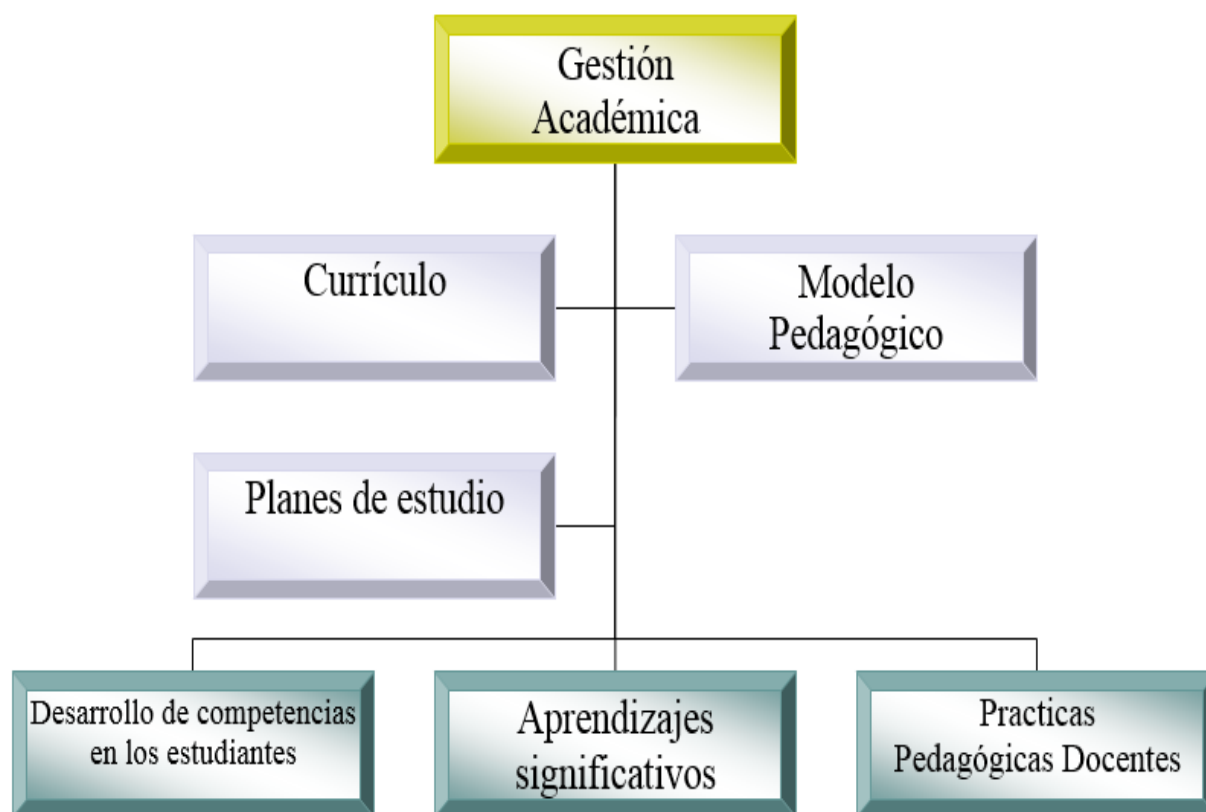 Gestión
Académica
Currículo
Modelo
Pedagógico
Planes de estudio
Desarrollo de competencias
en los estudiantes
Aprendizajes
significativos
Practicas
Pedagógicas Docentes